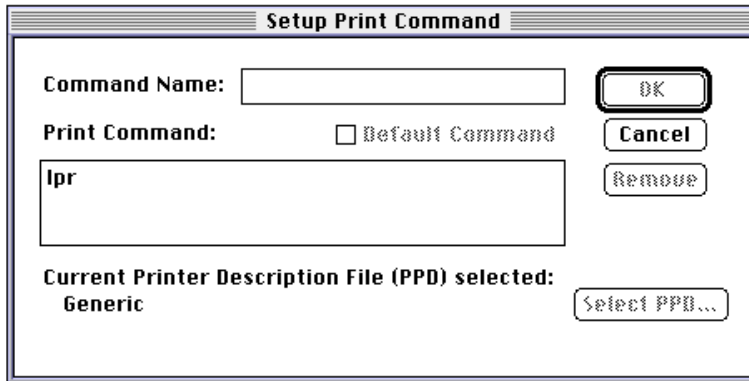 Setup Print Command
Command Name:
OK
Print Command:
Default Command
Cancel
lpr
Remove
Current Printer Description File (PPD) selected:
Generic
Select PPD...